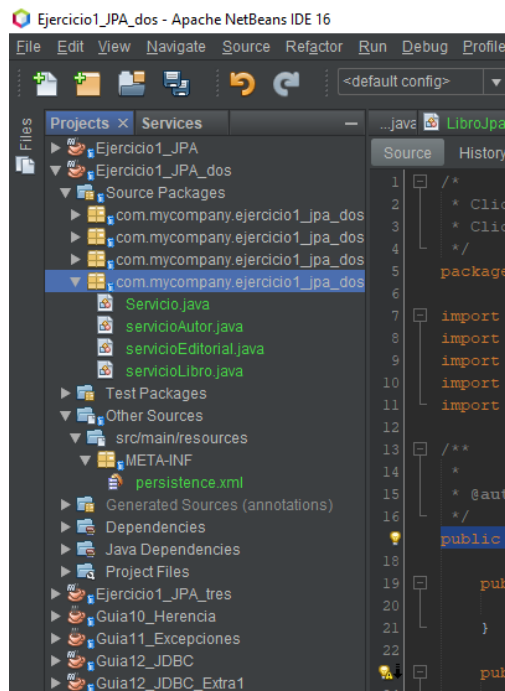 Ejercicio1_JPA_dos - Apache NetBeans IDE 16
File Edit View Navigate Source Refactor Run Debug Profile
<default config>
Files
Projects × Services
...java LibroJpa
Source History
Ejercicio1_JPA
Ejercicio1_JPA_dos
Source Packages
com.mycompany.ejercicio1_jpa_dos
com.mycompany.ejercicio1_jpa_dos
com.mycompany.ejercicio1_jpa_dos
com.mycompany.ejercicio1_jpa_dos
Servicio.java
servicioAutor.java
servicioEditorial.java
servicioLibro.java
Test Packages
Other Sources
src/main/resources
META-INF
persistence.xml
Generated Sources (annotations)
Dependencies
Java Dependencies
Project Files
Ejercicio1_JPA_tres
Guia10_Herencia
Guia11_Excepciones
Guia12_JDBC
Guia12_JDBC_Extra1
1 /*
2 * Clic
3 * Clic
4 */
5 package
6
7 import
8 import
9 import
10 import
11 import
12
13 /**
14 *
15 * @aut
16 */
public
18
19 pub
20
21 }
22
pub